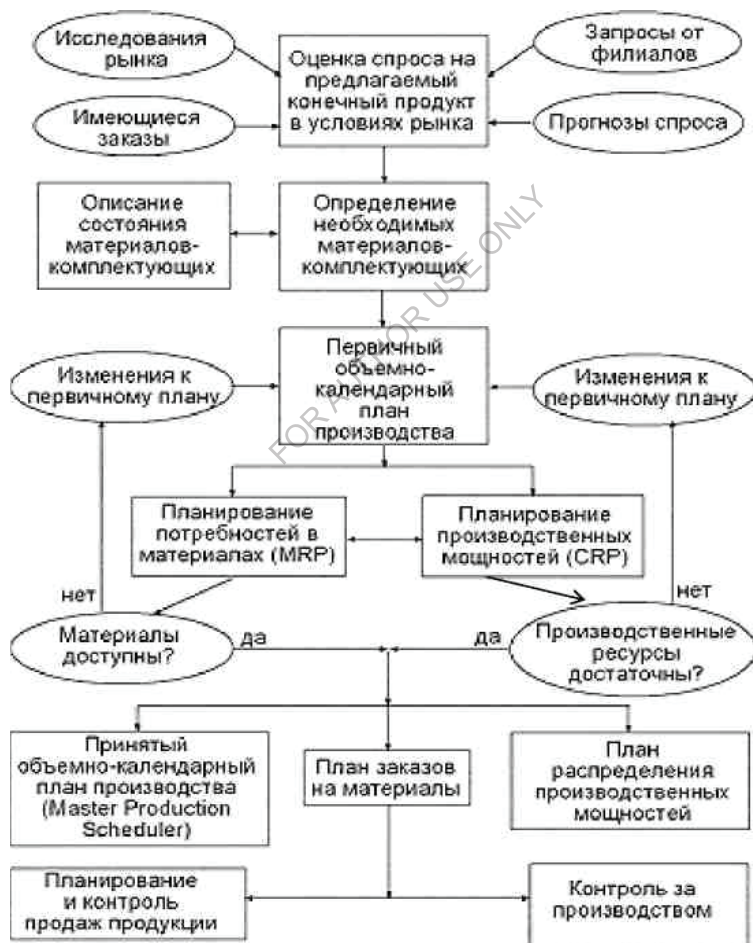 Исследования
рынка
Оценка спроса на
предлагаемый
конечный продукт
в условиях рынка
Запросы от
филиалов
Имеющиеся
заказы
Прогнозы спроса
Описание
состояния
материалов-
комплектующих
Определение
необходимых
материалов-
комплектующих
Изменения к
первичному плану
Первичный
объемно-
календарный
план
производства
Изменения к
первичному плану
FOR AUTHOR USE ONLY
Планирование
потребностей в
материалах (MRP)
Планирование
производственных
мощностей (CRP)
нет
нет
Материалы
доступны?
да
да
Производственные
ресурсы
достаточны?
Принятый
объемно-календарный
план производства
(Master Production
Scheduler)
План заказов
на материалы
План
распределения
производственных
мощностей
Планирование
и контроль
продаж продукции
Контроль за
производством